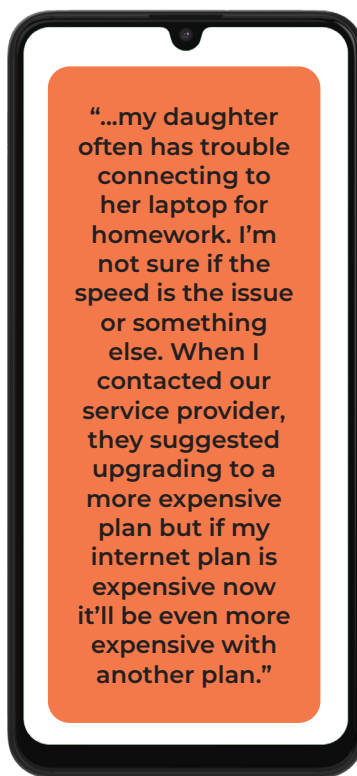 “...my daughter
often has trouble
connecting to
her laptop for
homework. I’m
not sure if the
speed is the issue
or something
else. When I
contacted our
service provider,
they suggested
upgrading to a
more expensive
plan but if my
internet plan is
expensive now
it’ll be even more
expensive with
another plan.”